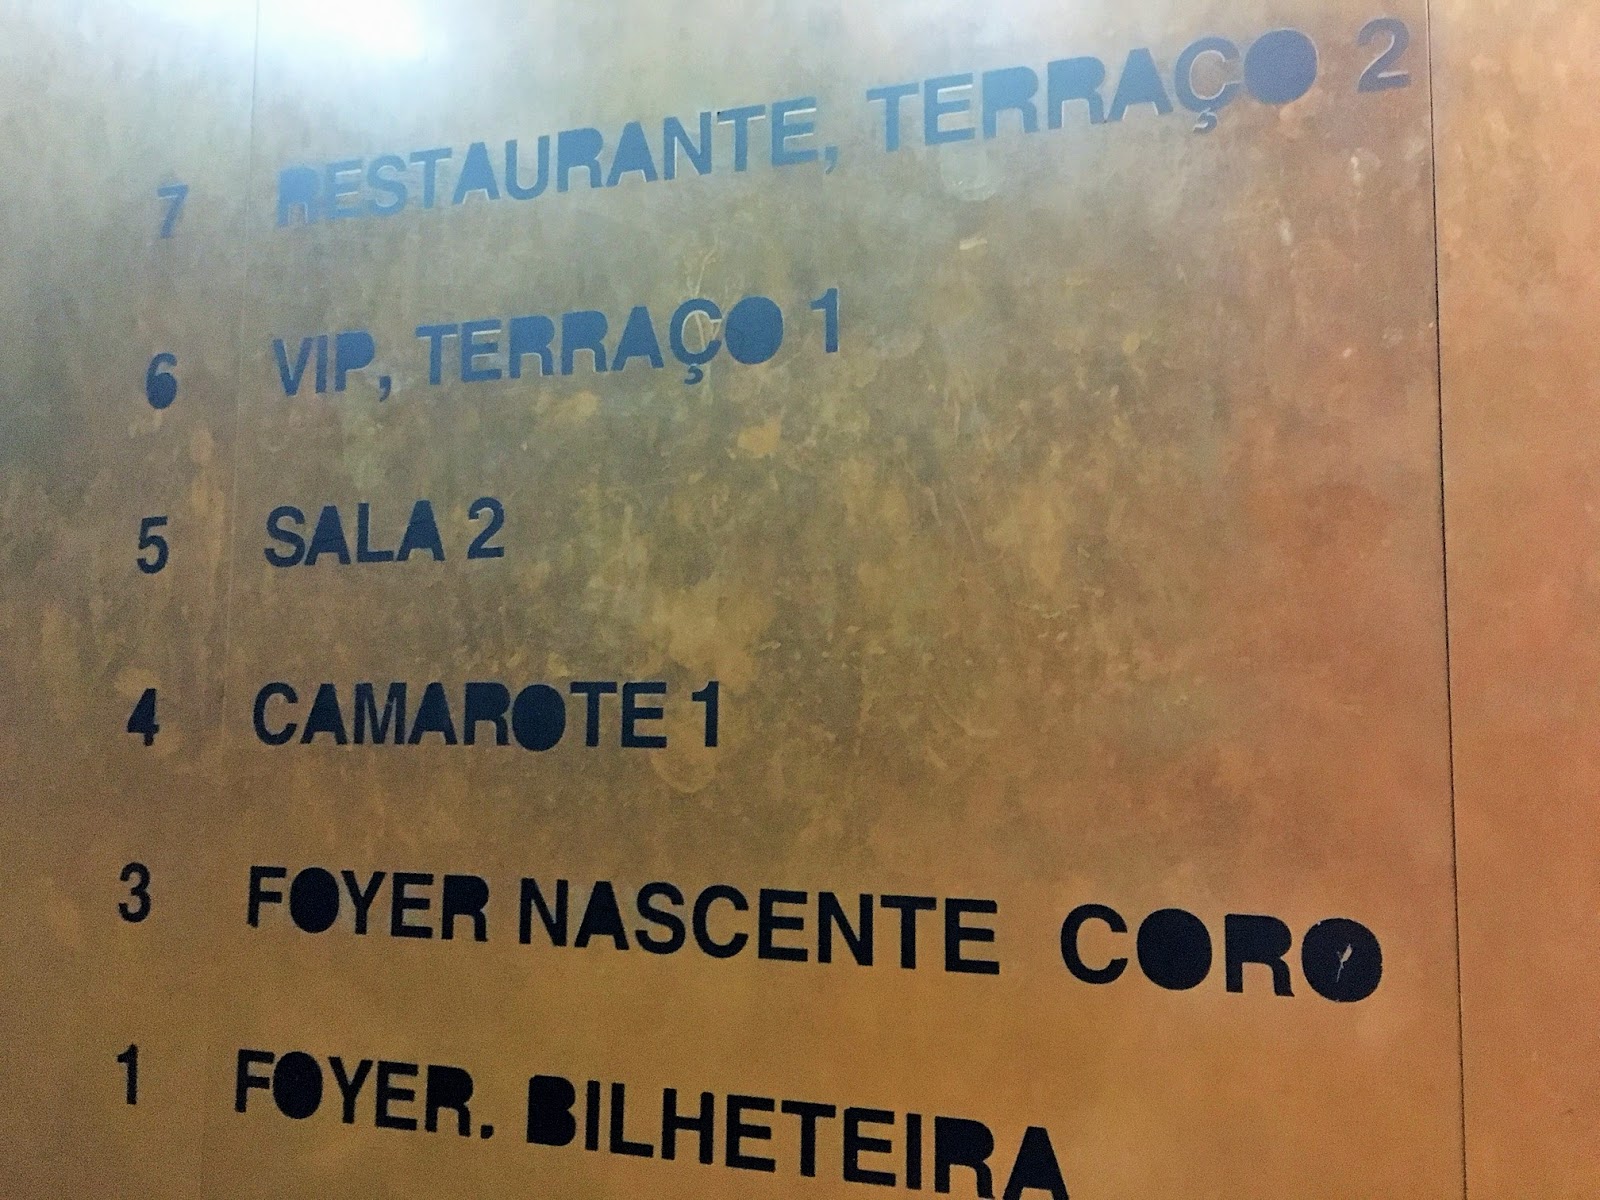 7 RESTAURANTE, TERRAÇO 2
6 VIP, TERRAÇO 1
5 SALA 2
4 CAMAROTE 1
3 FOYER NASCENTE CORO
1 FOYER. BILHETEIRA